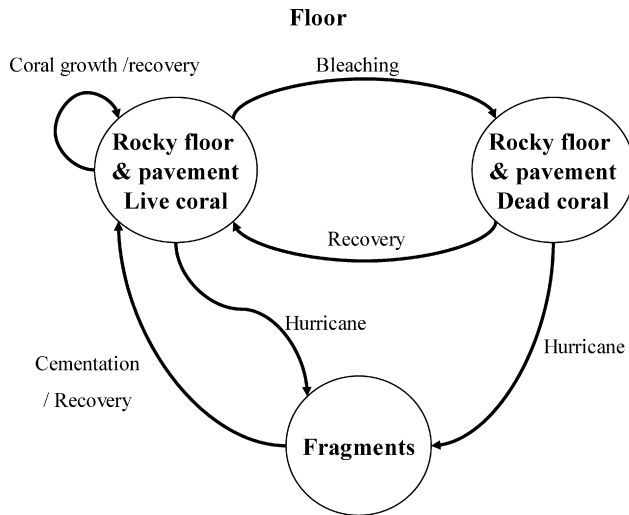 Floor
Coral growth /recovery
Bleaching
Rocky floor
& pavement
Live coral
Rocky floor
& pavement
Dead coral
Recovery
Hurricane
Hurricane
Cementation
/ Recovery
Fragments